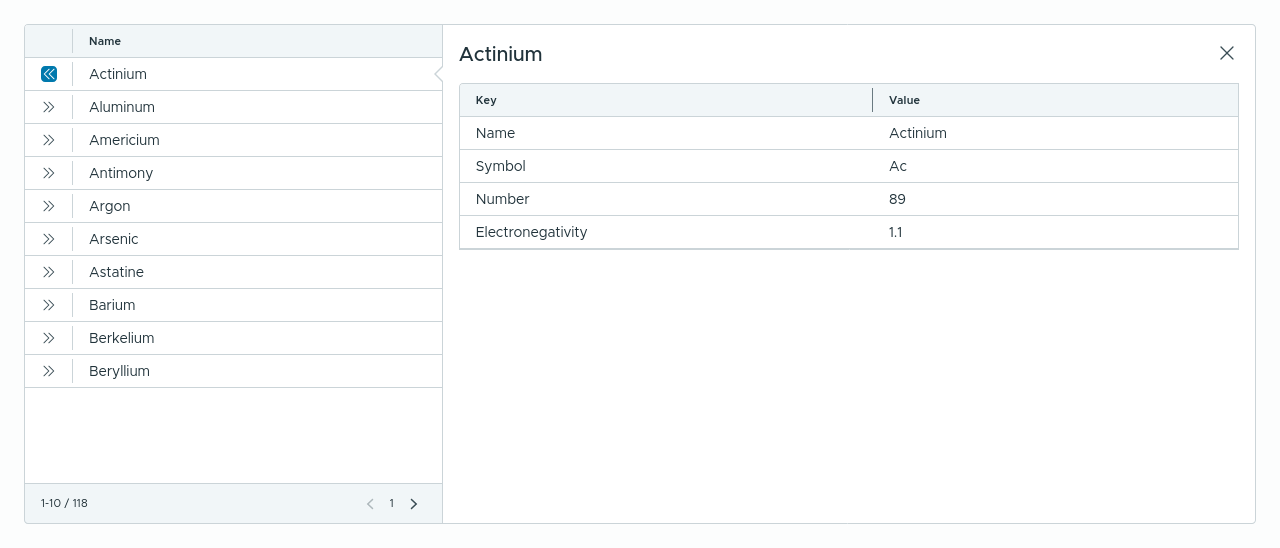 Name
Actinium
Aluminum
Americium
Antimony
Argon
Arsenic
Astatine
Barium
Berkelium
Beryllium
1-10 / 118
1
Actinium
Key Value
Name Actinium
Symbol Ac
Number 89
Electronegativity 1.1